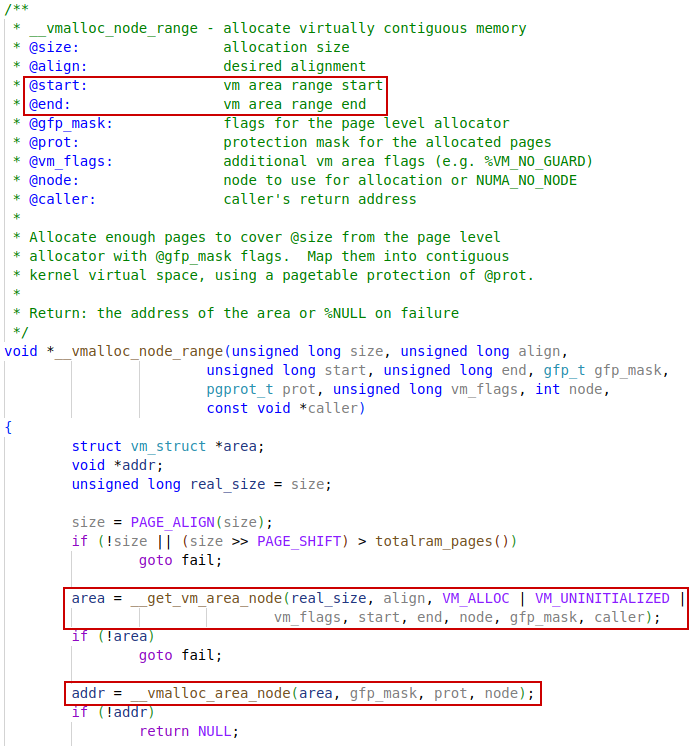 /**
 * __vmalloc_node_range - allocate virtually contiguous memory
 * @size:                 allocation size
 * @align:                desired alignment
 * @start:                vm area range start
 * @end:                  vm area range end
 * @gfp_mask:             flags for the page level allocator
 * @prot:                 protection mask for the allocated pages
 * @vm_flags:             additional vm area flags (e.g. %VM_NO_GUARD)
 * @node:                 node to use for allocation or NUMA_NO_NODE
 * @caller:               caller's return address
 *
 * Allocate enough pages to cover @size from the page level
 * allocator with @gfp_mask flags.  Map them into contiguous
 * kernel virtual space, using a pagetable protection of @prot.
 *
 * Return: the address of the area or %NULL on failure
 */
void *__vmalloc_node_range(unsigned long size, unsigned long align,
                        unsigned long start, unsigned long end, gfp_t gfp_mask,
                        pgprot_t prot, unsigned long vm_flags, int node,
                        const void *caller)
{
        struct vm_struct *area;
        void *addr;
        unsigned long real_size = size;

        size = PAGE_ALIGN(size);
        if (!size || (size >> PAGE_SHIFT) > totalram_pages())
                goto fail;

        area = __get_vm_area_node(real_size, align, VM_ALLOC | VM_UNINITIALIZED |
                                vm_flags, start, end, node, gfp_mask, caller);
        if (!area)
                goto fail;

        addr = __vmalloc_area_node(area, gfp_mask, prot, node);
        if (!addr)
                return NULL;